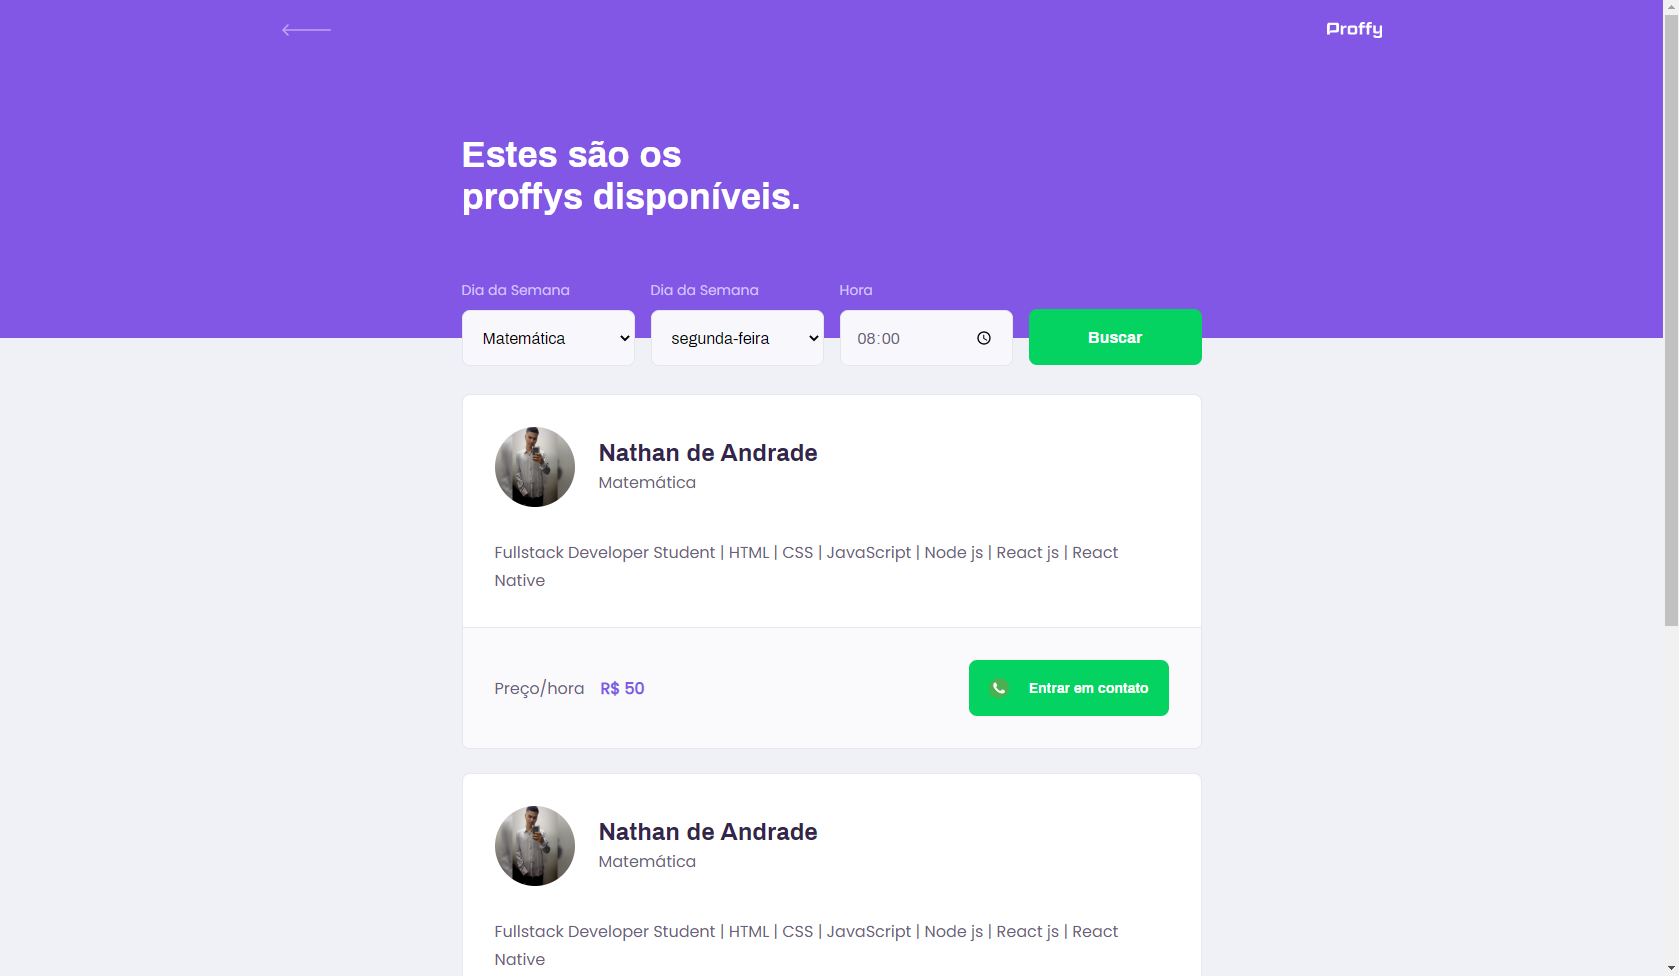 Proffy
Estes são os
proffys disponíveis.
Dia da Semana
Dia da Semana
Hora
Matemática
segunda-feira
08:00
Buscar
Nathan de Andrade
Matemática
Fullstack Developer Student | HTML | CSS | JavaScript | Node js | React js | React
Native
Preço/hora R$ 50
Entrar em contato
Nathan de Andrade
Matemática
Fullstack Developer Student | HTML | CSS | JavaScript | Node js | React js | React
Native